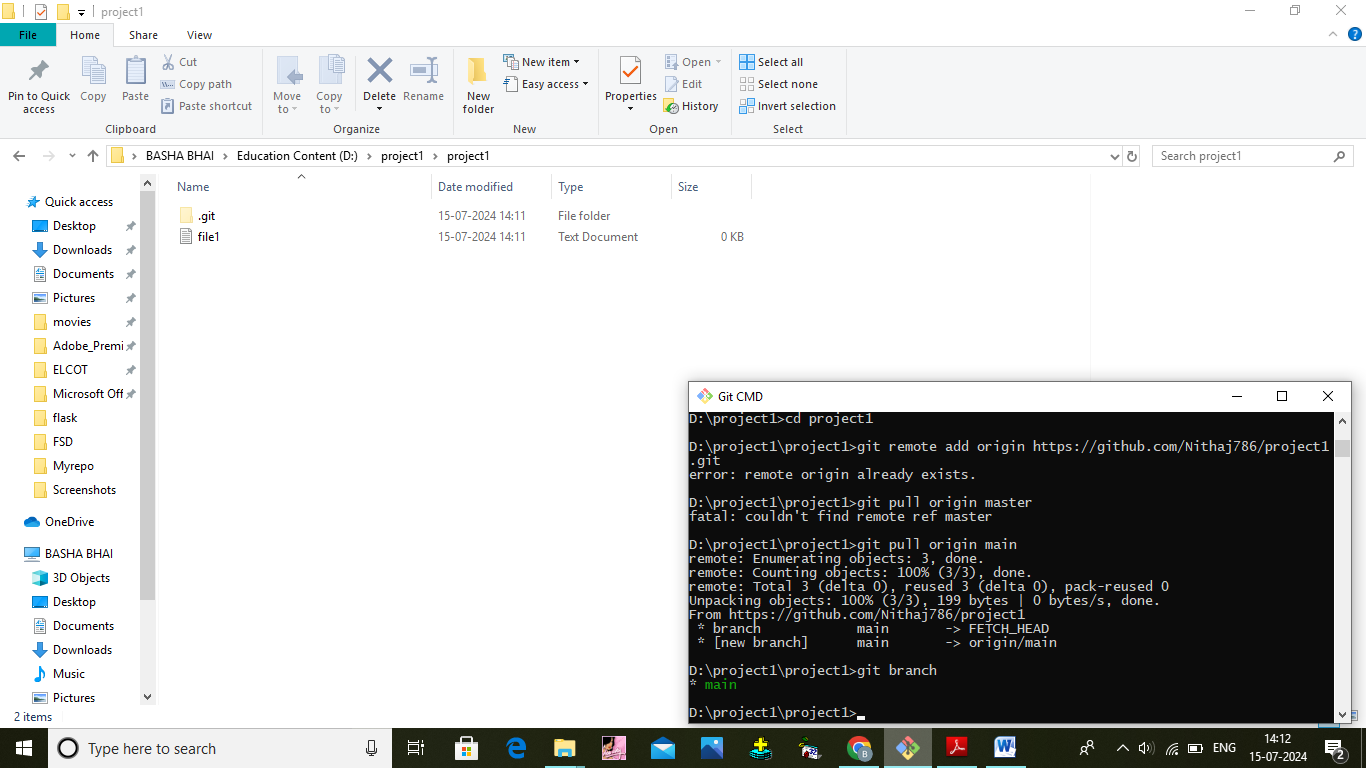 project1
File Home Share View
Pin to Quick access
Copy
Paste
Cut
Copy path
Paste shortcut
Clipboard
Move to
Copy to
Delete
Rename
Organize
New folder
New item
Easy access
New
Properties
Open
Edit
History
Open
Select all
Select none
Invert selection
Select
BASHA BHAI › Education Content (D:) › project1 › project1
Search project1
Name Date modified Type Size
.git 15-07-2024 14:11 File folder
file1 15-07-2024 14:11 Text Document 0 KB
Quick access
Desktop
Downloads
Documents
Pictures
movies
Adobe_Premi
ELCOT
Microsoft Off
flask
FSD
Myrepo
Screenshots
OneDrive
BASHA BHAI
3D Objects
Desktop
Documents
Downloads
Music
Pictures
2 items
Git CMD
D:\project1>cd project1
D:\project1\project1>git remote add origin https://github.com/Nithaj786/project1
.git
error: remote origin already exists.
D:\project1\project1>git pull origin master
fatal: couldn't find remote ref master
D:\project1\project1>git pull origin main
remote: Enumerating objects: 3, done.
remote: Counting objects: 100% (3/3), done.
remote: Total 3 (delta 0), reused 3 (delta 0), pack-reused 0
Unpacking objects: 100% (3/3), 199 bytes | 0 bytes/s, done.
From https://github.com/Nithaj786/project1
* branch main -> FETCH_HEAD
* [new branch] main -> origin/main
D:\project1\project1>git branch
* main
D:\project1\project1>
Type here to search
ENG
14:12
15-07-2024
2